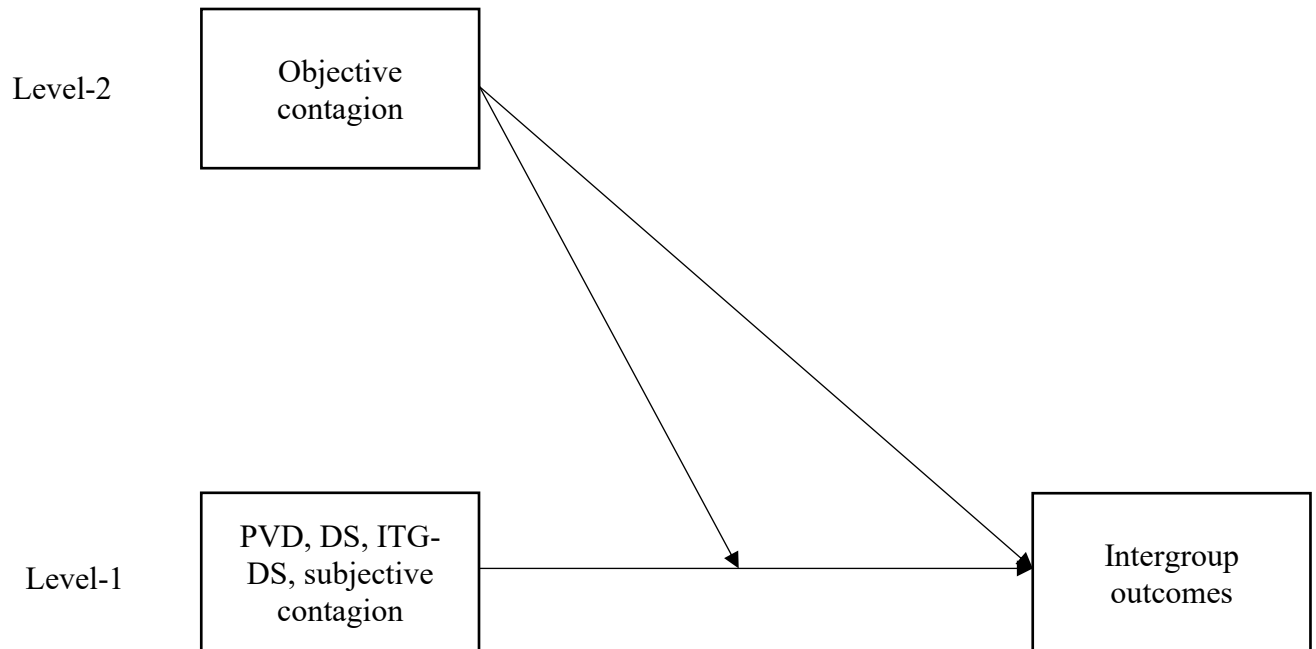 Level-2
Objective
contagion
Level-1
PVD, DS, ITG-
DS, subjective
contagion
Intergroup
outcomes